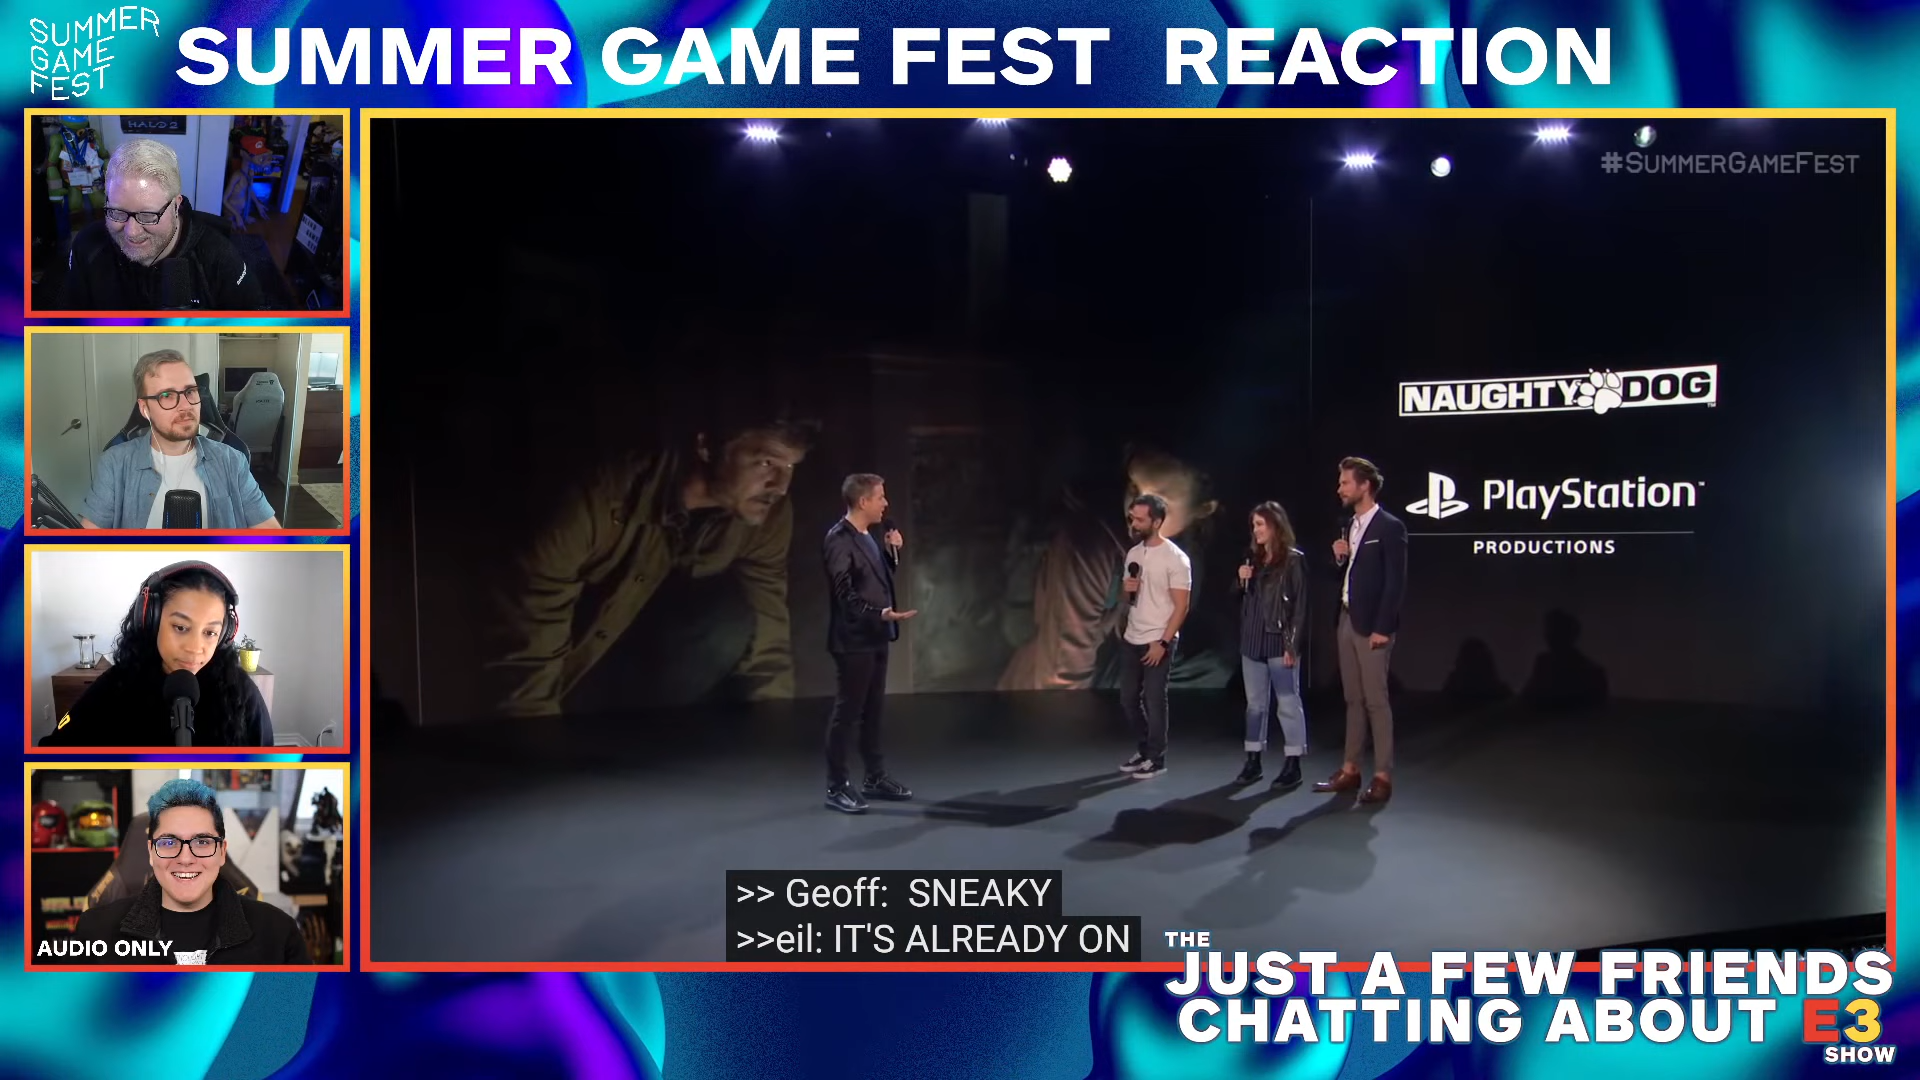 SUMMER
GAME
FEST
SUMMER GAME FEST REACTION
HALO 2
#SUMMERGAMEFEST
NAUGHTY DOG
PlayStation
PRODUCTIONS
AUDIO ONLY
>> Geoff: SNEAKY
>>eil: IT'S ALREADY ON
THE
JUST A FEW FRIENDS
CHATTING ABOUT E3
SHOW